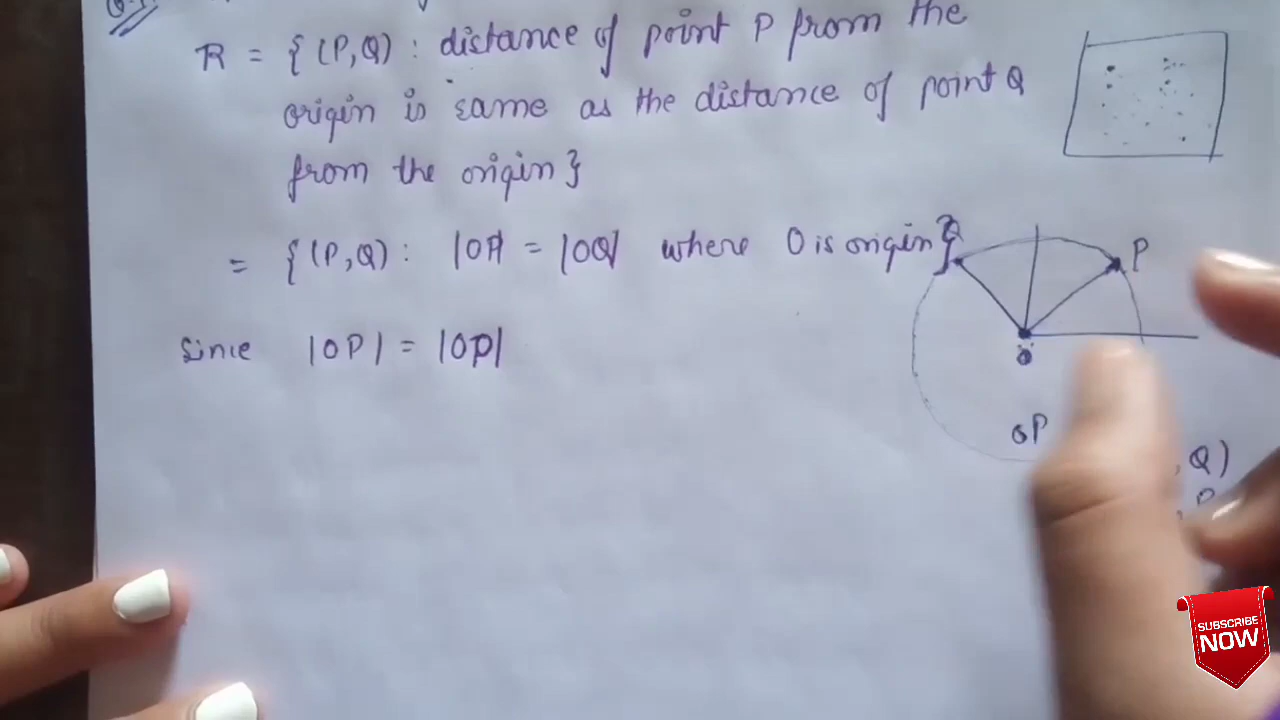 R = {(P,Q) : distance of point P from the
origin is same as the distance of point Q
from the origin}
= {(P,Q) : |OP| = |OQ| where O is origin}
Since |OP| = |OP|
Q
P
O
OP
, Q)
, P
SUBSCRIBE
NOW